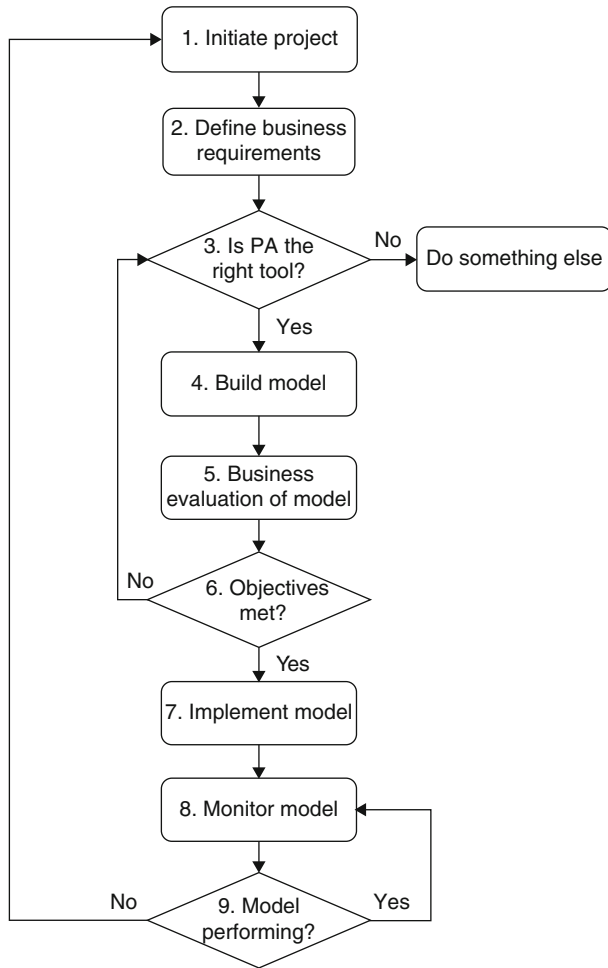 1. Initiate project
2. Define business
requirements
3. Is PA the
right tool?
No
Do something else
Yes
4. Build model
5. Business
evaluation of model
No
6. Objectives
met?
Yes
7. Implement model
8. Monitor model
No
9. Model
performing?
Yes